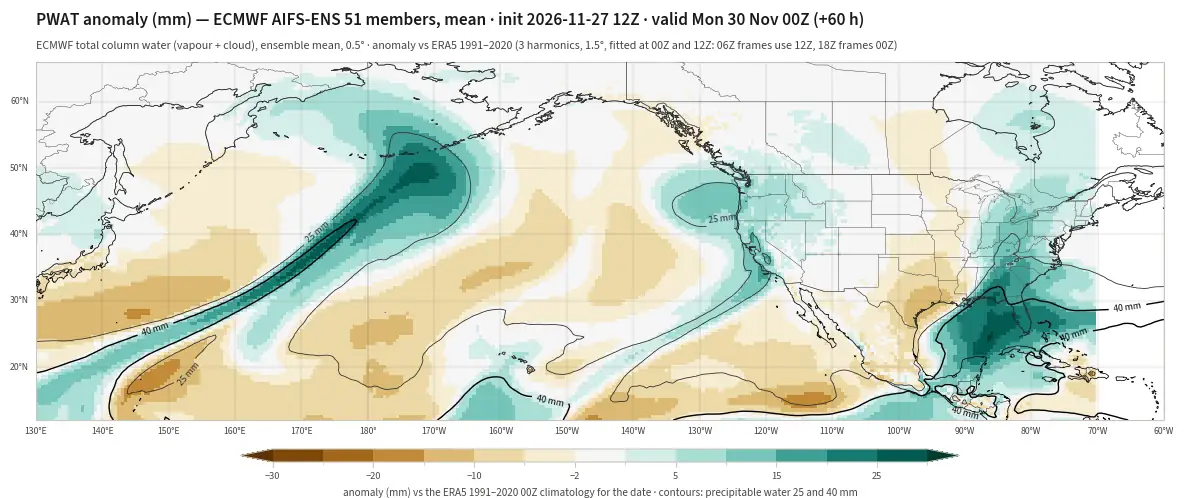 PWAT anomaly (mm) — ECMWF AIFS-ENS 51 members, mean · init 2026-11-27 12Z · valid Mon 30 Nov 00Z (+60 h)
ECMWF total column water (vapour + cloud), ensemble mean, 0.5° · anomaly vs ERA5 1991–2020 (3 harmonics, 1.5°, fitted at 00Z and 12Z: 06Z frames use 12Z, 18Z frames 00Z)
60°N
50°N
25 mm
25 mm
40°N
30°N
40 mm
40 mm
40 mm
25 mm
20°N
40 mm
40 mm
130°E 140°E 150°E 160°E 180° 170°W 160°W 150°W 140°W 130°W 120°W 110°W 100°W 90°W 80°W 70°W 60°W
−30 −20 −10 −2 5 15 25
anomaly (mm) vs the ERA5 1991–2020 00Z climatology for the date · contours: precipitable water 25 and 40 mm